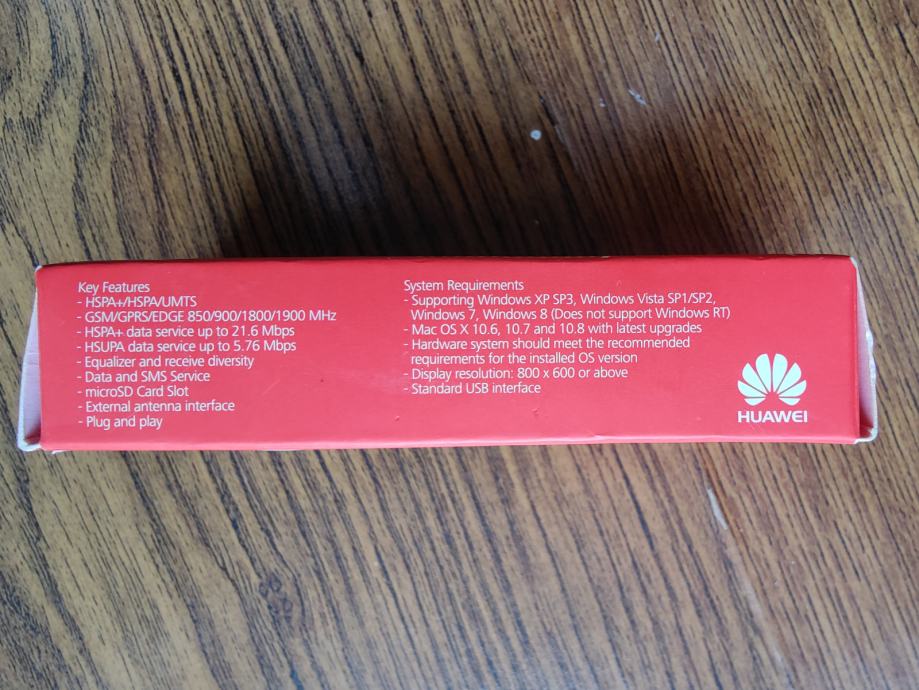 Key Features
- HSPA+/HSPA/UMTS
- GSM/GPRS/EDGE 850/900/1800/1900 MHz
- HSPA+ data service up to 21.6 Mbps
- HSUPA data service up to 5.76 Mbps
- Equalizer and receive diversity
- Data and SMS Service
- microSD Card Slot
- External antenna interface
- Plug and play
System Requirements
- Supporting Windows XP SP3, Windows Vista SP1/SP2,
Windows 7, Windows 8 (Does not support Windows RT)
- Mac OS X 10.6, 10.7 and 10.8 with latest upgrades
- Hardware system should meet the recommended
requirements for the installed OS version
- Display resolution: 800 x 600 or above
- Standard USB interface
HUAWEI